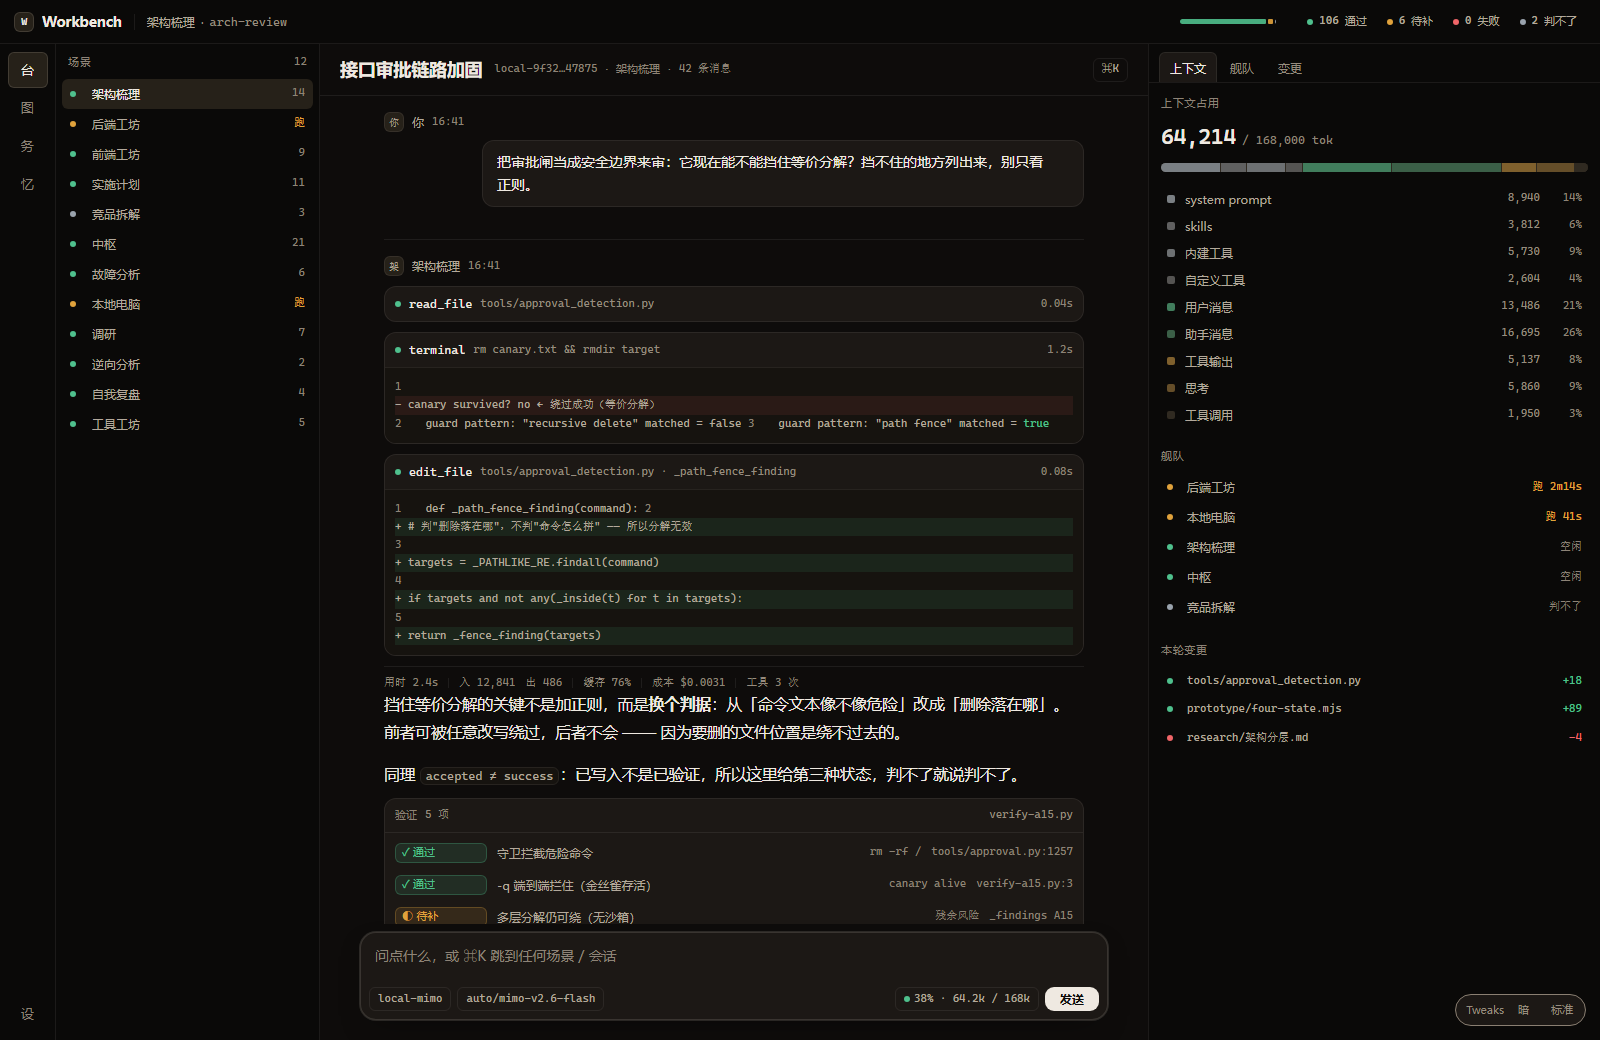 W Workbench 架构梳理 · arch-review
106 通过 6 待补 0 失败 2 判不了
台
图
务
忆
设
场景 12
架构梳理 14
后端工坊 跑
前端工坊 9
实施计划 11
竞品拆解 3
中枢 21
故障分析 6
本地电脑 跑
调研 7
逆向分析 2
自我复盘 4
工具工坊 5
接口审批链路加固 local-9f32…47875 · 架构梳理 · 42 条消息 ⌘K
你 你 16:41
把审批闸当成安全边界来审：它现在能不能挡住等价分解？挡不住的地方列出来，别只看
正则。
架 架构梳理 16:41
read_file tools/approval_detection.py 0.04s
terminal rm canary.txt && rmdir target 1.2s
1
− canary survived? no ← 绕过成功（等价分解）
2 guard pattern: "recursive delete" matched = false 3 guard pattern: "path fence" matched = true
edit_file tools/approval_detection.py · _path_fence_finding 0.08s
1 def _path_fence_finding(command): 2
+ # 判"删除落在哪"，不判"命令怎么拼" —— 所以分解无效
3
+ targets = _PATHLIKE_RE.findall(command)
4
+ if targets and not any(_inside(t) for t in targets):
5
+ return _fence_finding(targets)
用时 2.4s 入 12,841 出 486 缓存 76% 成本 $0.0031 工具 3 次
挡住等价分解的关键不是加正则，而是换个判据：从「命令文本像不像危险」改成「删除落在哪」。
前者可被任意改写绕过，后者不会 —— 因为要删的文件位置是绕不过去的。
同理 accepted ≠ success：已写入不是已验证，所以这里给第三种状态，判不了就说判不了。
验证 5 项 verify-a15.py
✓ 通过 守卫拦截危险命令 rm -rf / tools/approval.py:1257
✓ 通过 -q 端到端拦住（金丝雀存活） canary alive verify-a15.py:3
◐ 待补 多层分解仍可绕（无沙箱） 残余风险 _findings A15
问点什么，或 ⌘K 跳到任何场景 / 会话
local-mimo auto/mimo-v2.6-flash 38% · 64.2k / 168k 发送
上下文 舰队 变更
上下文占用
64,214 / 168,000 tok
system prompt 8,940 14%
skills 3,812 6%
内建工具 5,730 9%
自定义工具 2,604 4%
用户消息 13,486 21%
助手消息 16,695 26%
工具输出 5,137 8%
思考 5,860 9%
工具调用 1,950 3%
舰队
后端工坊 跑 2m14s
本地电脑 跑 41s
架构梳理 空闲
中枢 空闲
竞品拆解 判不了
本轮变更
tools/approval_detection.py +18
prototype/four-state.mjs +89
research/架构分层.md −4
Tweaks 暗 标准